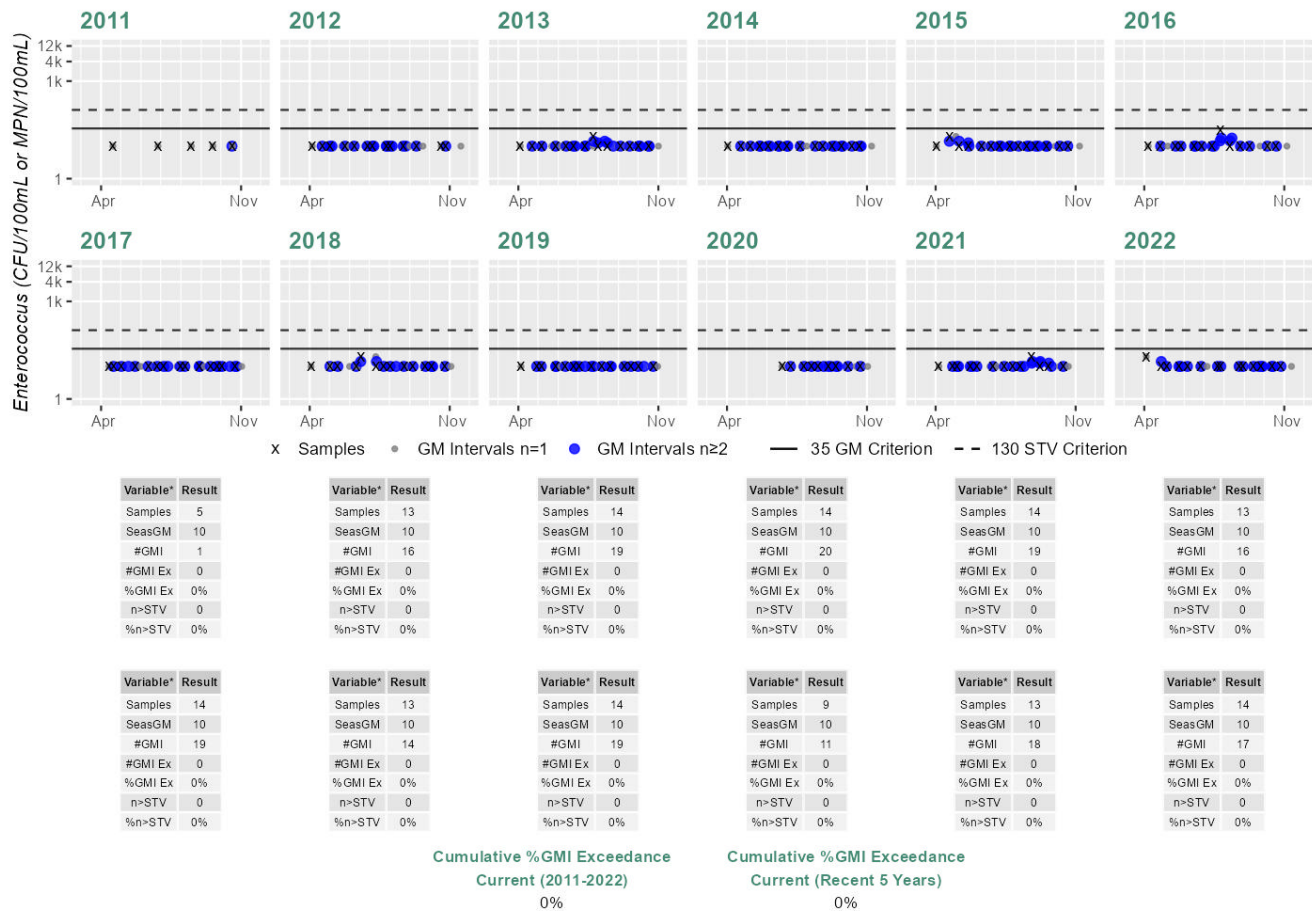 2011 2012 2013 2014 2015 2016
Enterococcus (CFU/100mL or MPN/100mL)
12k
4k
1k
1
Apr Nov Apr Nov Apr Nov Apr Nov Apr Nov Apr Nov
2017 2018 2019 2020 2021 2022
12k
4k
1k
1
Apr Nov Apr Nov Apr Nov Apr Nov Apr Nov Apr Nov
x Samples GM Intervals n=1 GM Intervals n≥2 35 GM Criterion 130 STV Criterion
Variable* Result Variable* Result Variable* Result Variable* Result Variable* Result Variable* Result
Samples 5 Samples 13 Samples 14 Samples 14 Samples 14 Samples 13
SeasGM 10 SeasGM 10 SeasGM 10 SeasGM 10 SeasGM 10 SeasGM 10
#GMI 1 #GMI 16 #GMI 19 #GMI 20 #GMI 19 #GMI 16
#GMI Ex 0 #GMI Ex 0 #GMI Ex 0 #GMI Ex 0 #GMI Ex 0 #GMI Ex 0
%GMI Ex 0% %GMI Ex 0% %GMI Ex 0% %GMI Ex 0% %GMI Ex 0% %GMI Ex 0%
n>STV 0 n>STV 0 n>STV 0 n>STV 0 n>STV 0 n>STV 0
%n>STV 0% %n>STV 0% %n>STV 0% %n>STV 0% %n>STV 0% %n>STV 0%
Variable* Result Variable* Result Variable* Result Variable* Result Variable* Result Variable* Result
Samples 14 Samples 13 Samples 14 Samples 9 Samples 13 Samples 14
SeasGM 10 SeasGM 10 SeasGM 10 SeasGM 10 SeasGM 10 SeasGM 10
#GMI 19 #GMI 14 #GMI 19 #GMI 11 #GMI 18 #GMI 17
#GMI Ex 0 #GMI Ex 0 #GMI Ex 0 #GMI Ex 0 #GMI Ex 0 #GMI Ex 0
%GMI Ex 0% %GMI Ex 0% %GMI Ex 0% %GMI Ex 0% %GMI Ex 0% %GMI Ex 0%
n>STV 0 n>STV 0 n>STV 0 n>STV 0 n>STV 0 n>STV 0
%n>STV 0% %n>STV 0% %n>STV 0% %n>STV 0% %n>STV 0% %n>STV 0%
Cumulative %GMI Exceedance Cumulative %GMI Exceedance
Current (2011-2022) Current (Recent 5 Years)
0% 0%